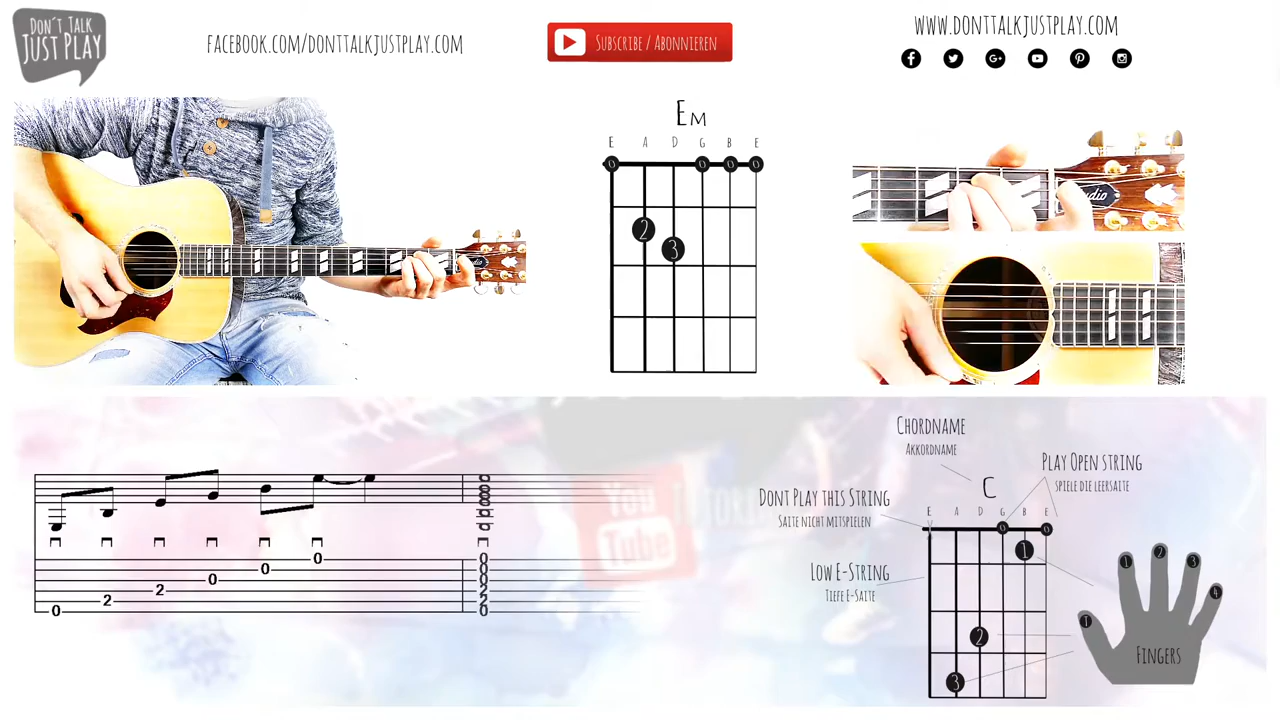 DON´T TALK
JUST PLAY
FACEBOOK.COM/DONTTALKJUSTPLAY.COM
SUBSCRIBE / ABONNIEREN
WWW.DONTTALKJUSTPLAY.COM
EM
E A D G B E
0 0 0 0
2
3
CHORDNAME
AKKORDNAME
PLAY OPEN STRING
SPIELE DIE LEERSAITE
DONT PLAY THIS STRING
SAITE NICHT MITSPIELEN
C
E A D G B E
X 0 0
1
LOW E-STRING
TIEFE E-SAITE
2
3
1 2 3
4
1
FINGERS
You
Tube
0 2 2 0 0 0
0
0
0
2
2
0